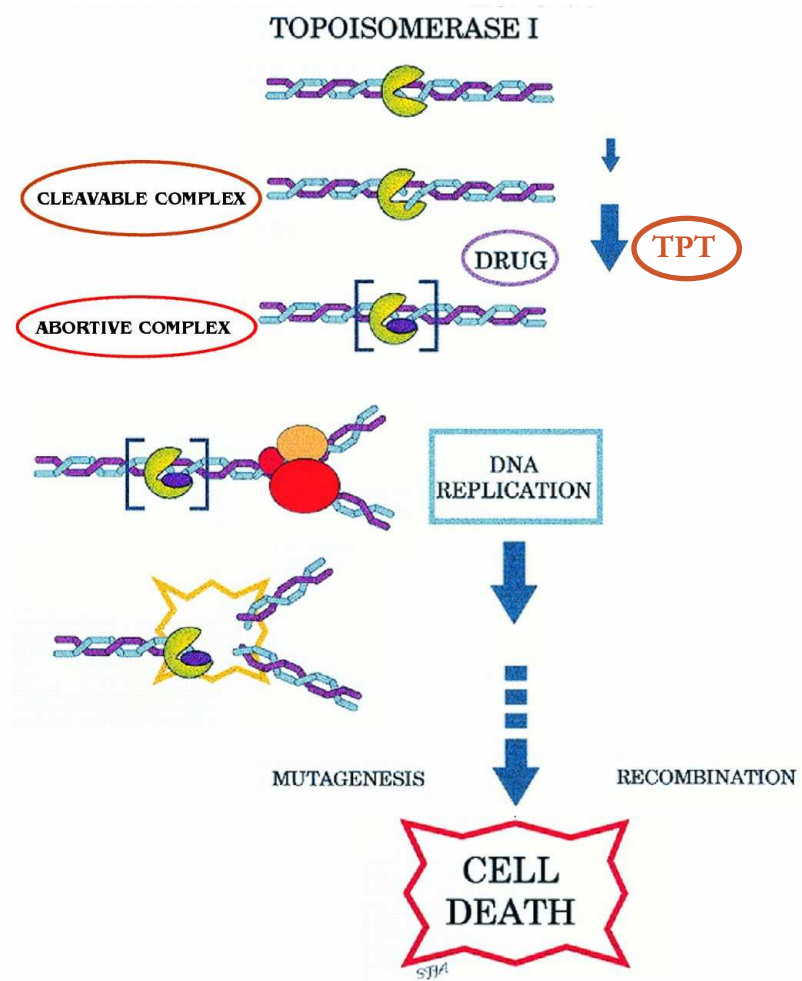 TOPOISOMERASE I
CLEAVABLE COMPLEX
DRUG
TPT
ABORTIVE COMPLEX
DNA
REPLICATION
MUTAGENESIS
RECOMBINATION
CELL
DEATH